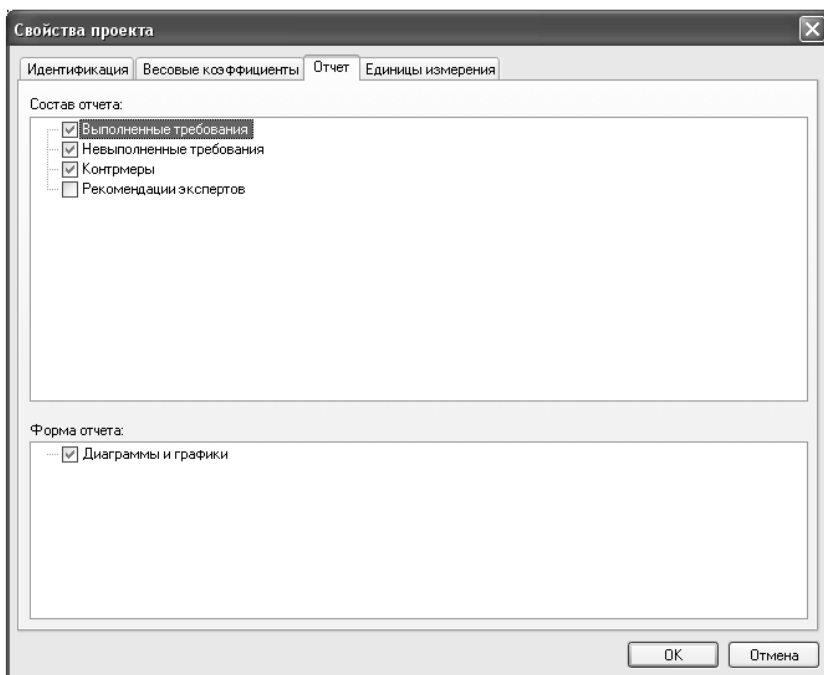 Свойства проекта
Идентификация Весовые коэффициенты Отчет Единицы измерения
Состав отчета:
Выполненные требования
Невыполненные требования
Контрмеры
Рекомендации экспертов
Форма отчета:
Диаграммы и графики
OK Отмена